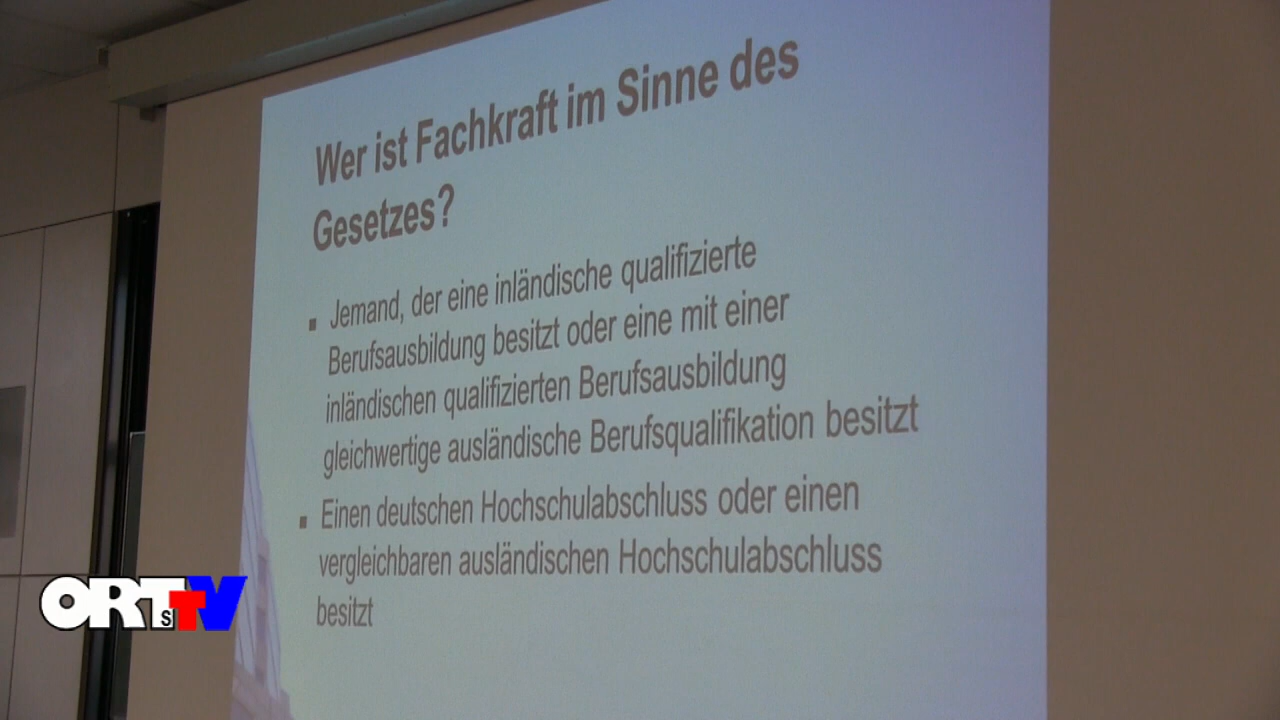 Wer ist Fachkraft im Sinne des
Gesetzes?
▪ Jemand, der eine inländische qualifizierte
Berufsausbildung besitzt oder eine mit einer
inländischen qualifizierten Berufsausbildung
gleichwertige ausländische Berufsqualifikation besitzt
▪ Einen deutschen Hochschulabschluss oder einen
vergleichbaren ausländischen Hochschulabschluss
besitzt
ORTsTV